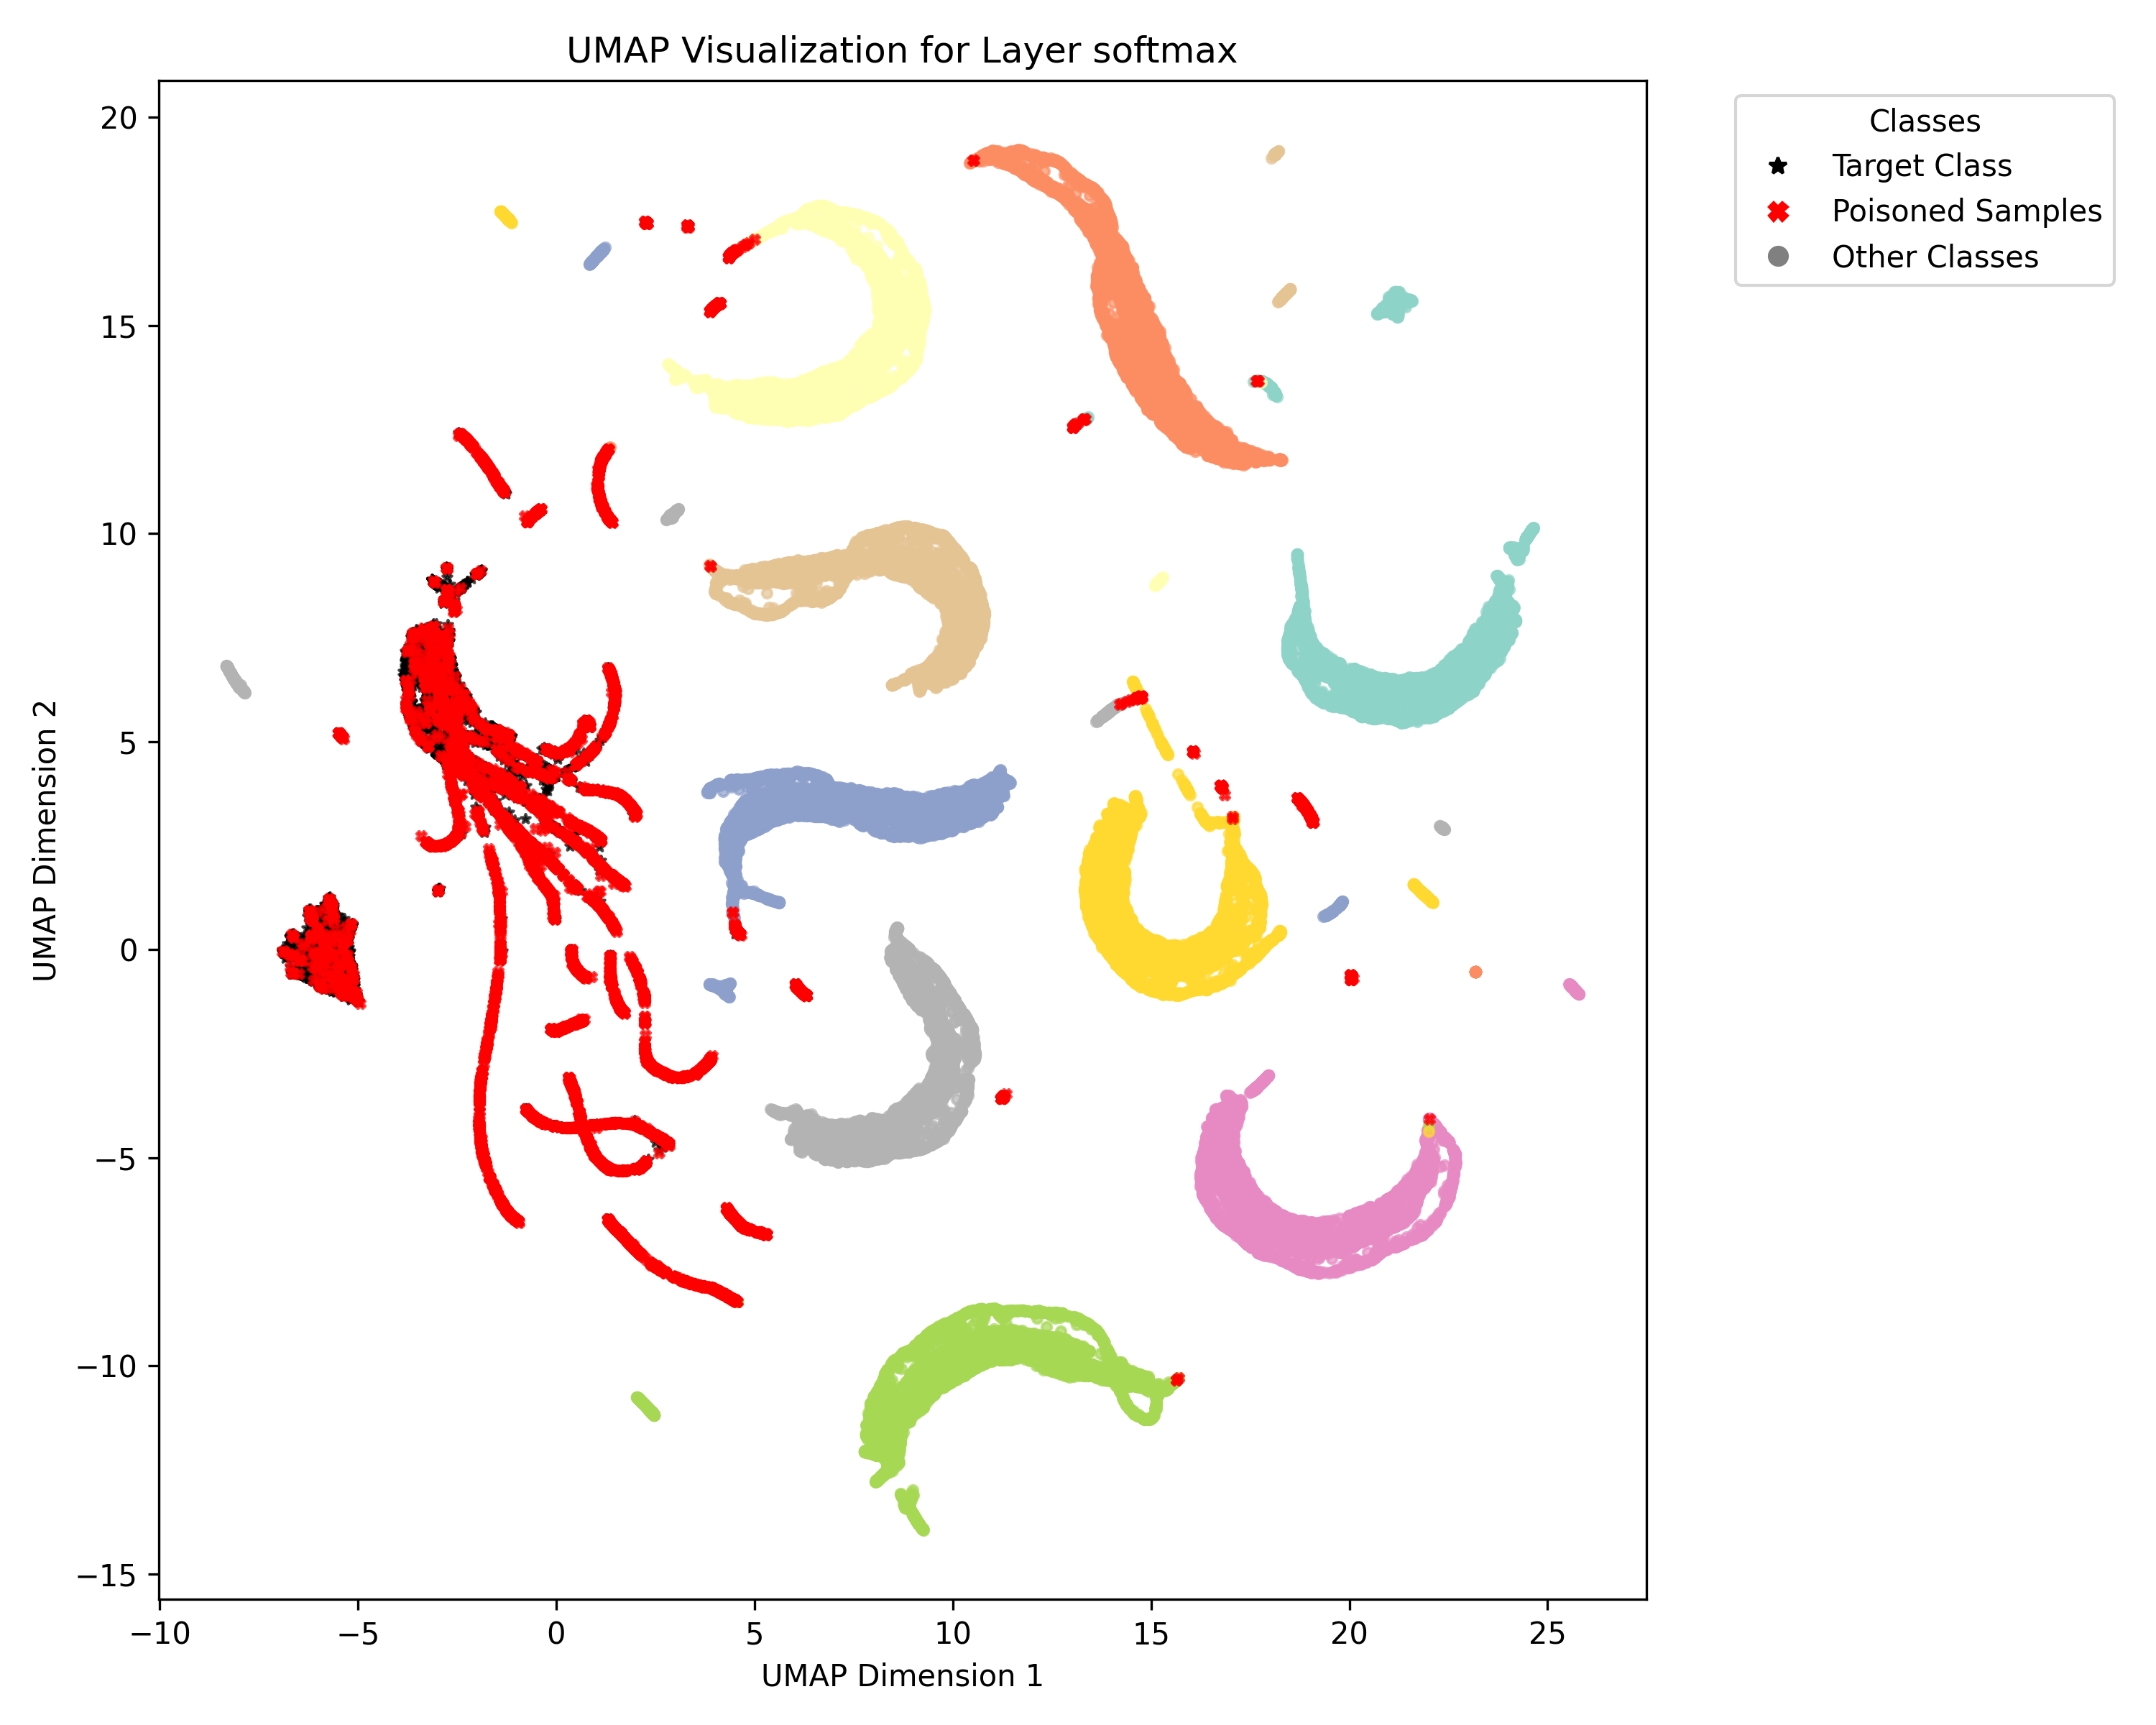 UMAP Visualization for Layer softmax
Classes
Target Class
Poisoned Samples
Other Classes
UMAP Dimension 2
20
15
10
5
0
−5
−10
−15
−10
−5
0
5
10
15
20
25
UMAP Dimension 1